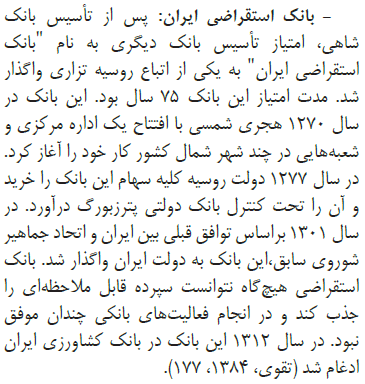 - بانک استقراضی ایران: پس از تأسیس بانک
شاهی، امتیاز تأسیس بانک دیگری به نام "بانک
استقراضی ایران" به یکی از اتباع روسیه تزاری واگذار
شد. مدت امتیاز این بانک ۷۵ سال بود. این بانک در
سال ۱۲۷۰ هجری شمسی با افتتاح یک اداره مرکزی و
شعبه‌هایی در چند شهر شمال کشور کار خود را آغاز کرد.
در سال ۱۲۷۷ دولت روسیه کلیه سهام این بانک را خرید
و آن را تحت کنترل بانک دولتی پترزبورگ درآورد. در
سال ۱۳۰۱ براساس توافق قبلی بین ایران و اتحاد جماهیر
شوروی سابق،این بانک به دولت ایران واگذار شد. بانک
استقراضی هیچ‌گاه نتوانست سپرده قابل ملاحظه‌ای را
جذب کند و در انجام فعالیت‌های بانکی چندان موفق
نبود. در سال ۱۳۱۲ این بانک در بانک کشاورزی ایران
ادغام شد (تقوی، ۱۳۸۴، ۱۷۷).